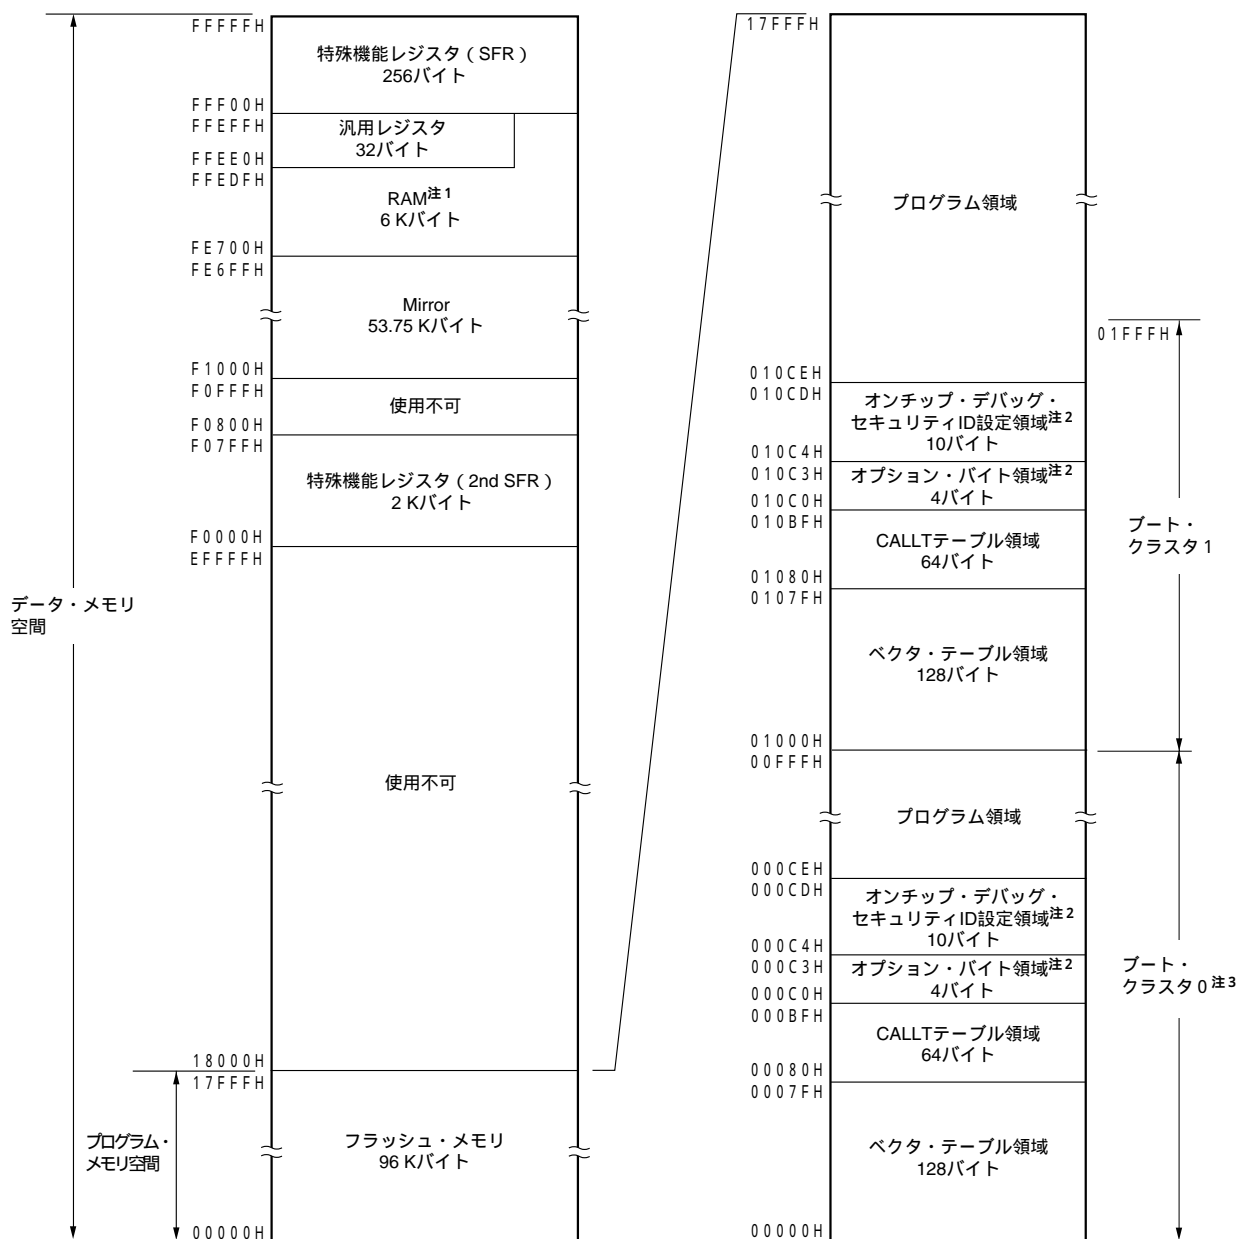 FFFFFH
特殊機能レジスタ（SFR）
256バイト
FFF00H
FFEFFH
汎用レジスタ
32バイト
FFEE0H
FFEDFH
RAM注1
6 Kバイト
FE700H
FE6FFH
Mirror
53.75 Kバイト
F1000H
F0FFFH
使用不可
F0800H
F07FFH
特殊機能レジスタ（2nd SFR）
2 Kバイト
F0000H
EFFFFH
データ・メモリ
空間
使用不可
18000H
17FFFH
プログラム・
メモリ空間
フラッシュ・メモリ
96 Kバイト
00000H
17FFFH
プログラム領域
01FFFH
010CEH
010CDH
オンチップ・デバッグ・
セキュリティID設定領域注2
10バイト
010C4H
010C3H
オプション・バイト領域注2
4バイト
010C0H
010BFH
CALLTテーブル領域
64バイト
01080H
0107FH
ブート・
クラスタ1
ベクタ・テーブル領域
128バイト
01000H
00FFFH
プログラム領域
000CEH
000CDH
オンチップ・デバッグ・
セキュリティID設定領域注2
10バイト
000C4H
000C3H
オプション・バイト領域注2
4バイト
000C0H
000BFH
ブート・
クラスタ0注3
CALLTテーブル領域
64バイト
00080H
0007FH
ベクタ・テーブル領域
128バイト
00000H